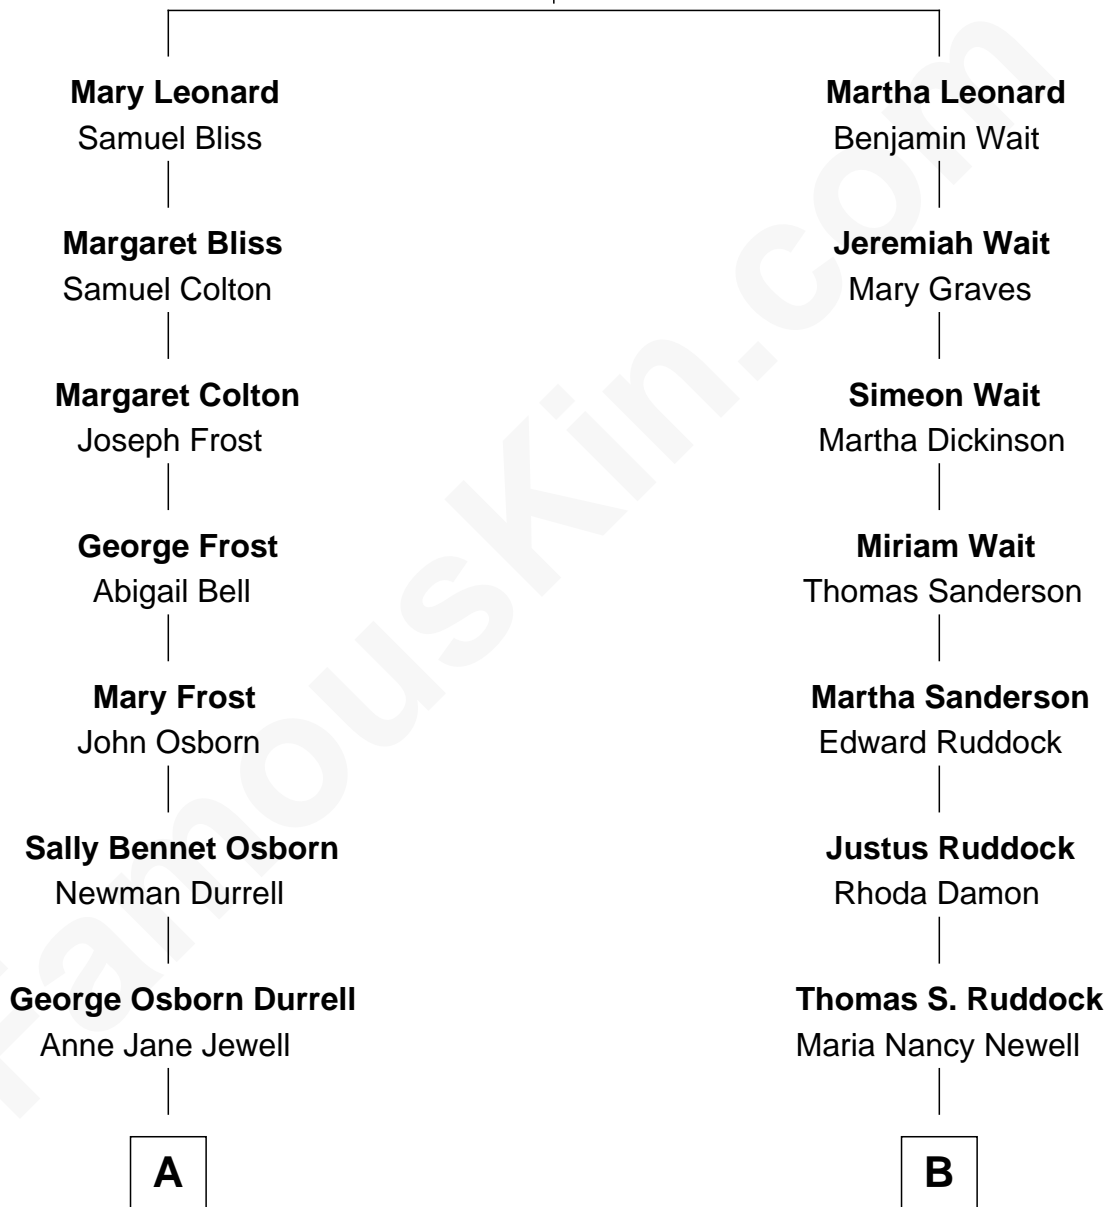 Mary Leonard
Samuel Bliss
Margaret Bliss
Samuel Colton
Margaret Colton
Joseph Frost
George Frost
Abigail Bell
Mary Frost
John Osborn
Sally Bennet Osborn
Newman Durrell
George Osborn Durrell
Anne Jane Jewell
A
Martha Leonard
Benjamin Wait
Jeremiah Wait
Mary Graves
Simeon Wait
Martha Dickinson
Miriam Wait
Thomas Sanderson
Martha Sanderson
Edward Ruddock
Justus Ruddock
Rhoda Damon
Thomas S. Ruddock
Maria Nancy Newell
B
FamousKin.com